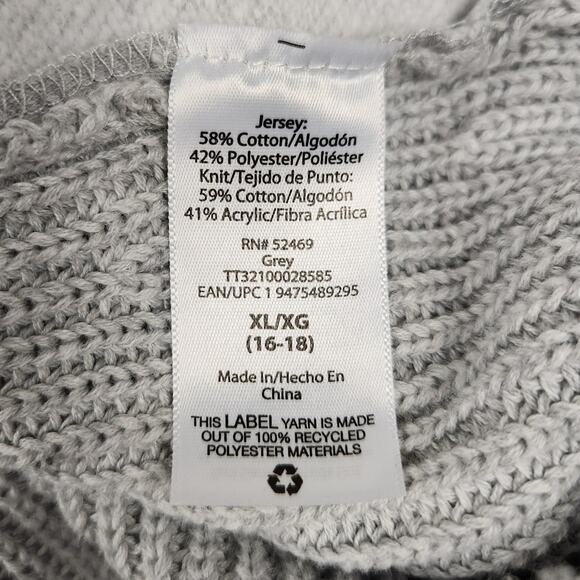 Jersey:
58% Cotton/Algodón
42% Polyester/Poliéster
Knit/Tejido de Punto:
59% Cotton/Algodón
41% Acrylic/Fibra Acrílica
RN# 52469
Grey
TT32100028585
EAN/UPC 1 9475489295
XL/XG
(16-18)
Made In/Hecho En
China
THIS LABEL YARN IS MADE
OUT OF 100% RECYCLED
POLYESTER MATERIALS